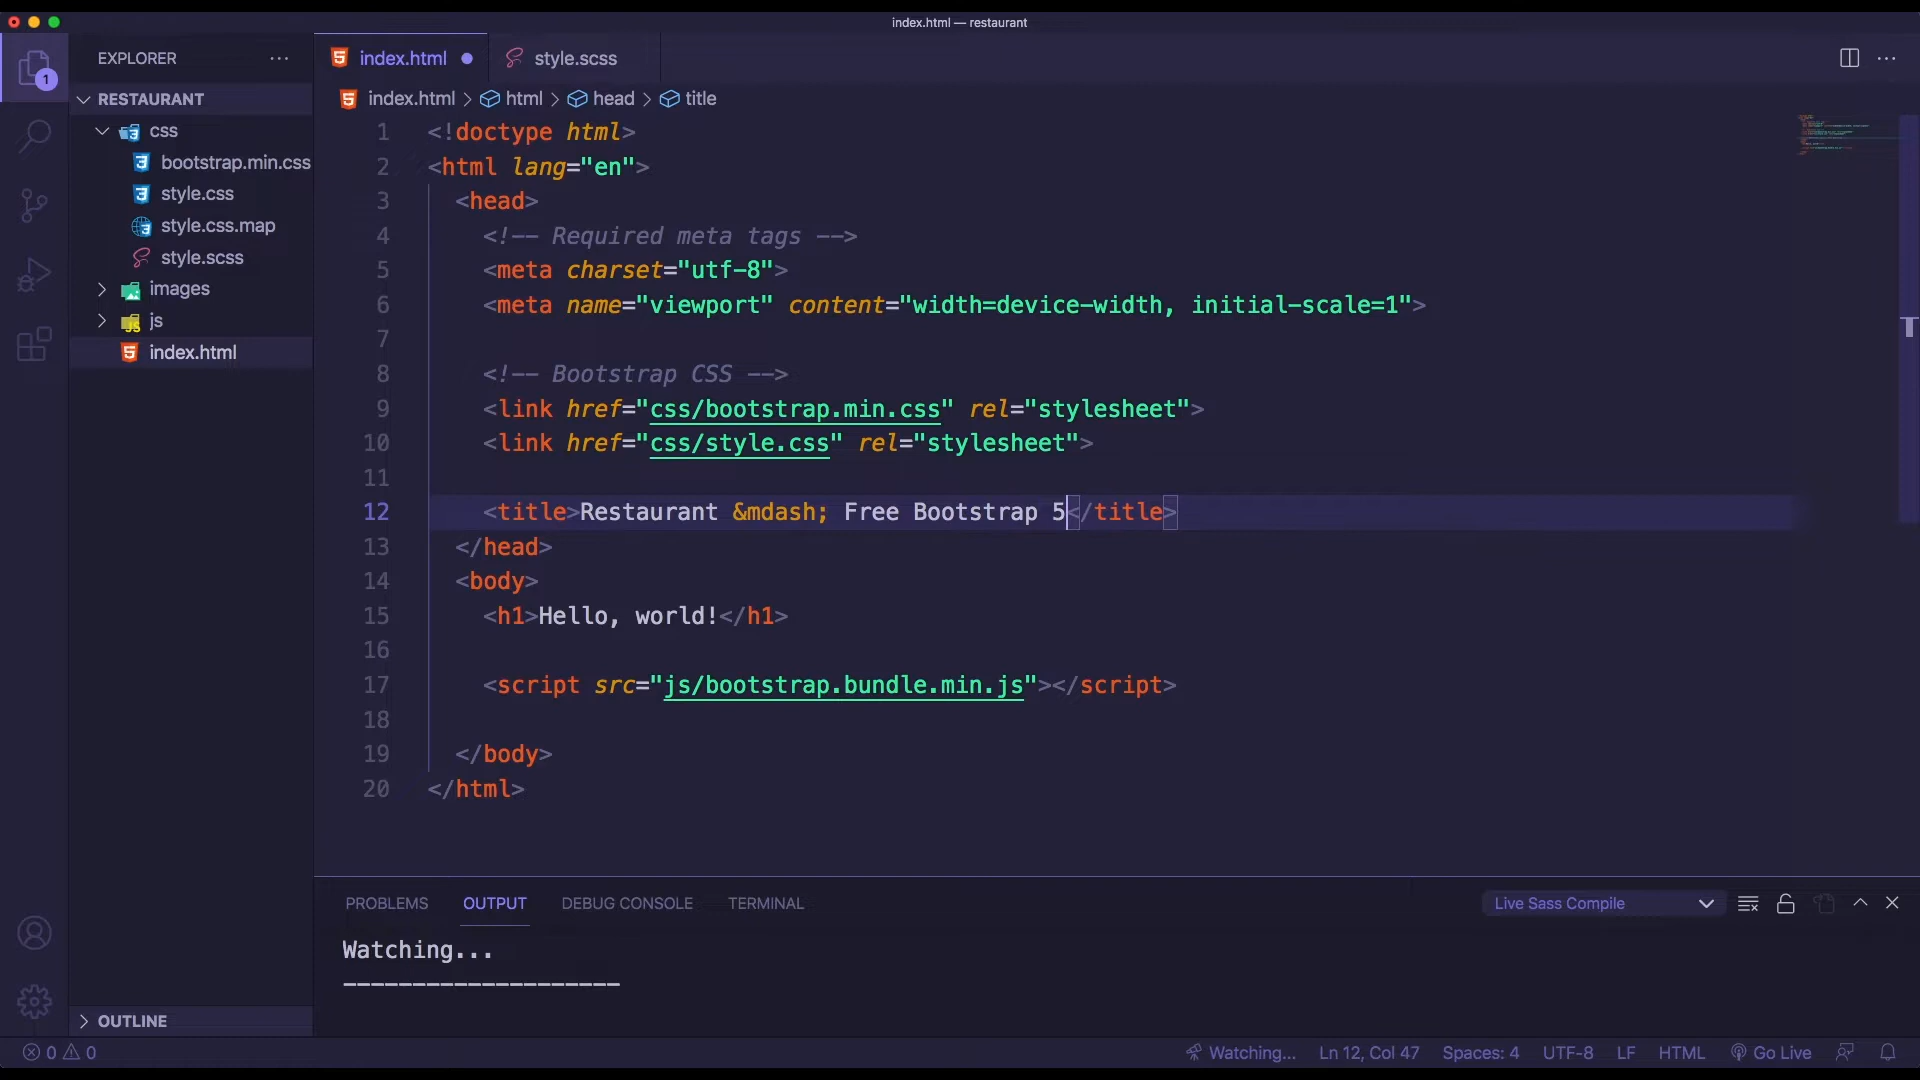 index.html — restaurant
EXPLORER
1
RESTAURANT
css
bootstrap.min.css
style.css
style.css.map
style.scss
images
js
index.html
OUTLINE
index.html
style.scss
index.html > html > head > title
1 <!doctype html>
2 <html lang="en">
3 <head>
4 <!-- Required meta tags -->
5 <meta charset="utf-8">
6 <meta name="viewport" content="width=device-width, initial-scale=1">
7
8 <!-- Bootstrap CSS -->
9 <link href="css/bootstrap.min.css" rel="stylesheet">
10 <link href="css/style.css" rel="stylesheet">
11
12 <title>Restaurant &mdash; Free Bootstrap 5</title>
13 </head>
14 <body>
15 <h1>Hello, world!</h1>
16
17 <script src="js/bootstrap.bundle.min.js"></script>
18
19 </body>
20 </html>
PROBLEMS OUTPUT DEBUG CONSOLE TERMINAL
Live Sass Compile
Watching...
--------------------
0 0
Watching... Ln 12, Col 47 Spaces: 4 UTF-8 LF HTML Go Live